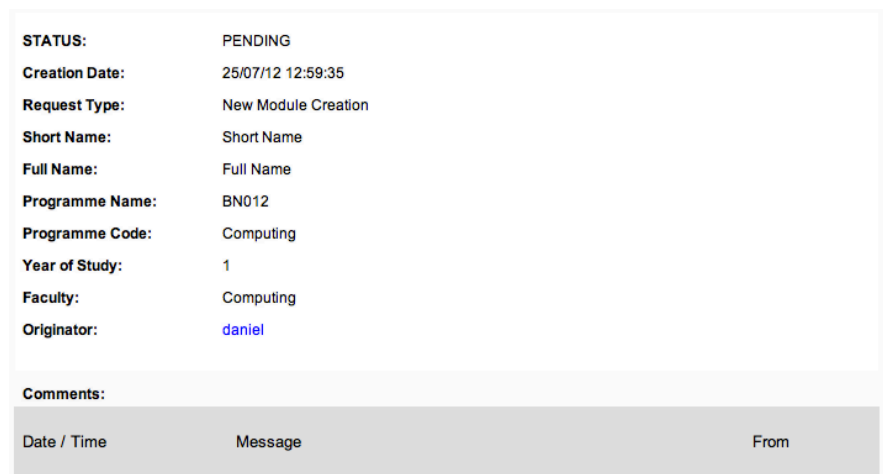 STATUS: PENDING
Creation Date: 25/07/12 12:59:35
Request Type: New Module Creation
Short Name: Short Name
Full Name: Full Name
Programme Name: BN012
Programme Code: Computing
Year of Study: 1
Faculty: Computing
Originator: daniel
Comments:
Date / Time Message From